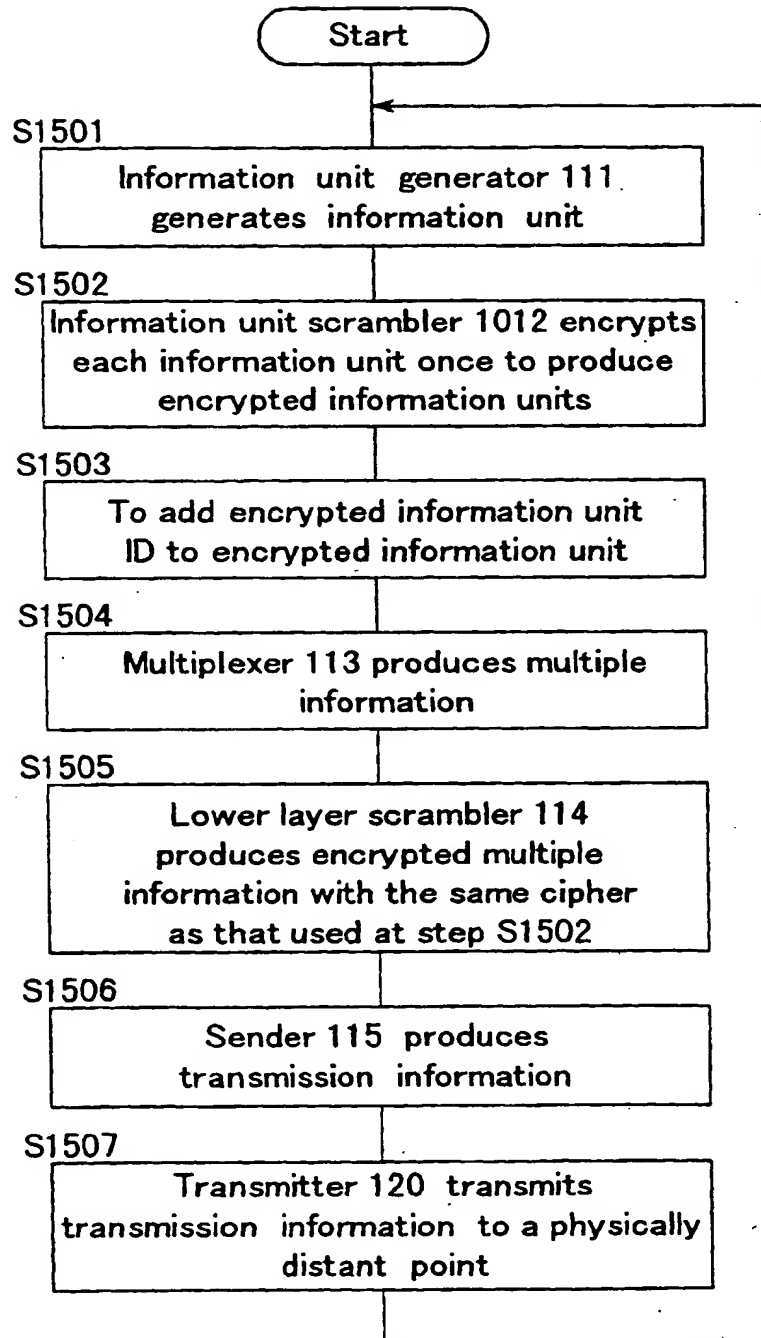 Start
S1501
Information unit generator 111
generates information unit
S1502
Information unit scrambler 1012 encrypts
each information unit once to produce
encrypted information units
S1503
To add encrypted information unit
ID to encrypted information unit
S1504
Multiplexer 113 produces multiple
information
S1505
Lower layer scrambler 114
produces encrypted multiple
information with the same cipher
as that used at step S1502
S1506
Sender 115 produces
transmission information
S1507
Transmitter 120 transmits
transmission information to a physically
distant point